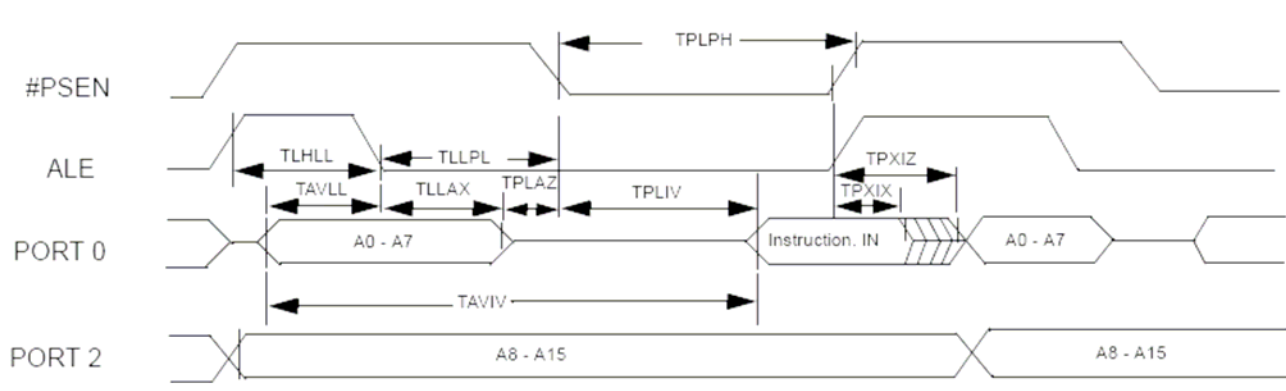 TPLPH
#PSEN
ALE
TLHLL
TLLPL
TPXIZ
TAVLL
TLLAX
TPLAZ
TPLIV
TPXIX
PORT 0
A0 - A7
Instruction. IN
A0 - A7
TAVIV
PORT 2
A8 - A15
A8 - A15